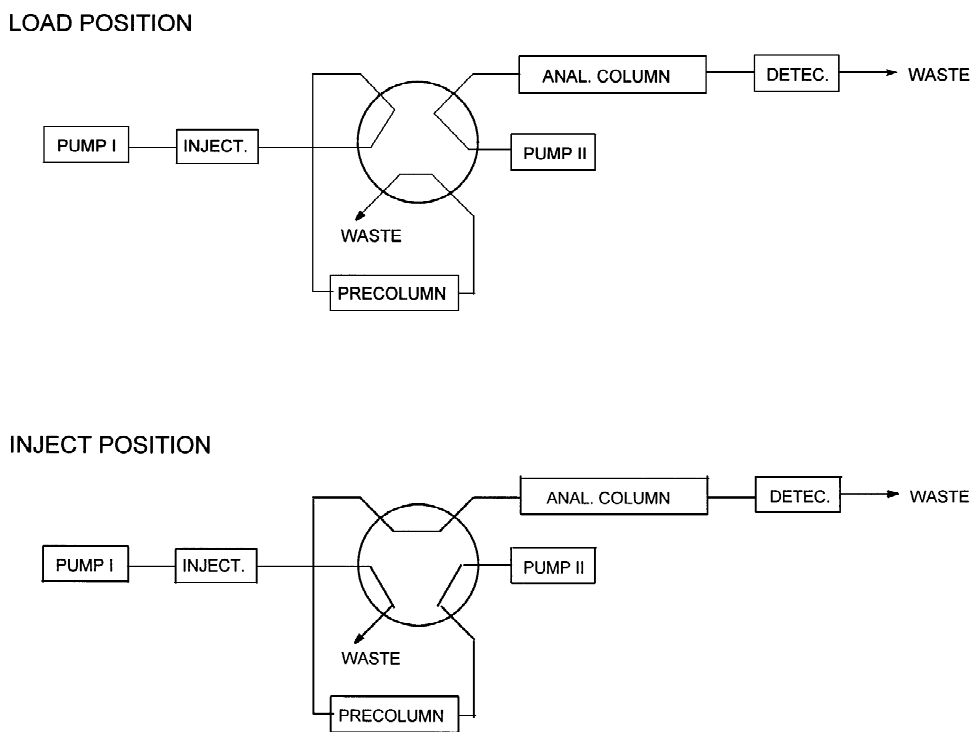 LOAD POSITION
ANAL. COLUMN
DETEC.
WASTE
PUMP I
INJECT.
PUMP II
WASTE
PRECOLUMN
INJECT POSITION
ANAL. COLUMN
DETEC.
WASTE
PUMP I
INJECT.
PUMP II
WASTE
PRECOLUMN